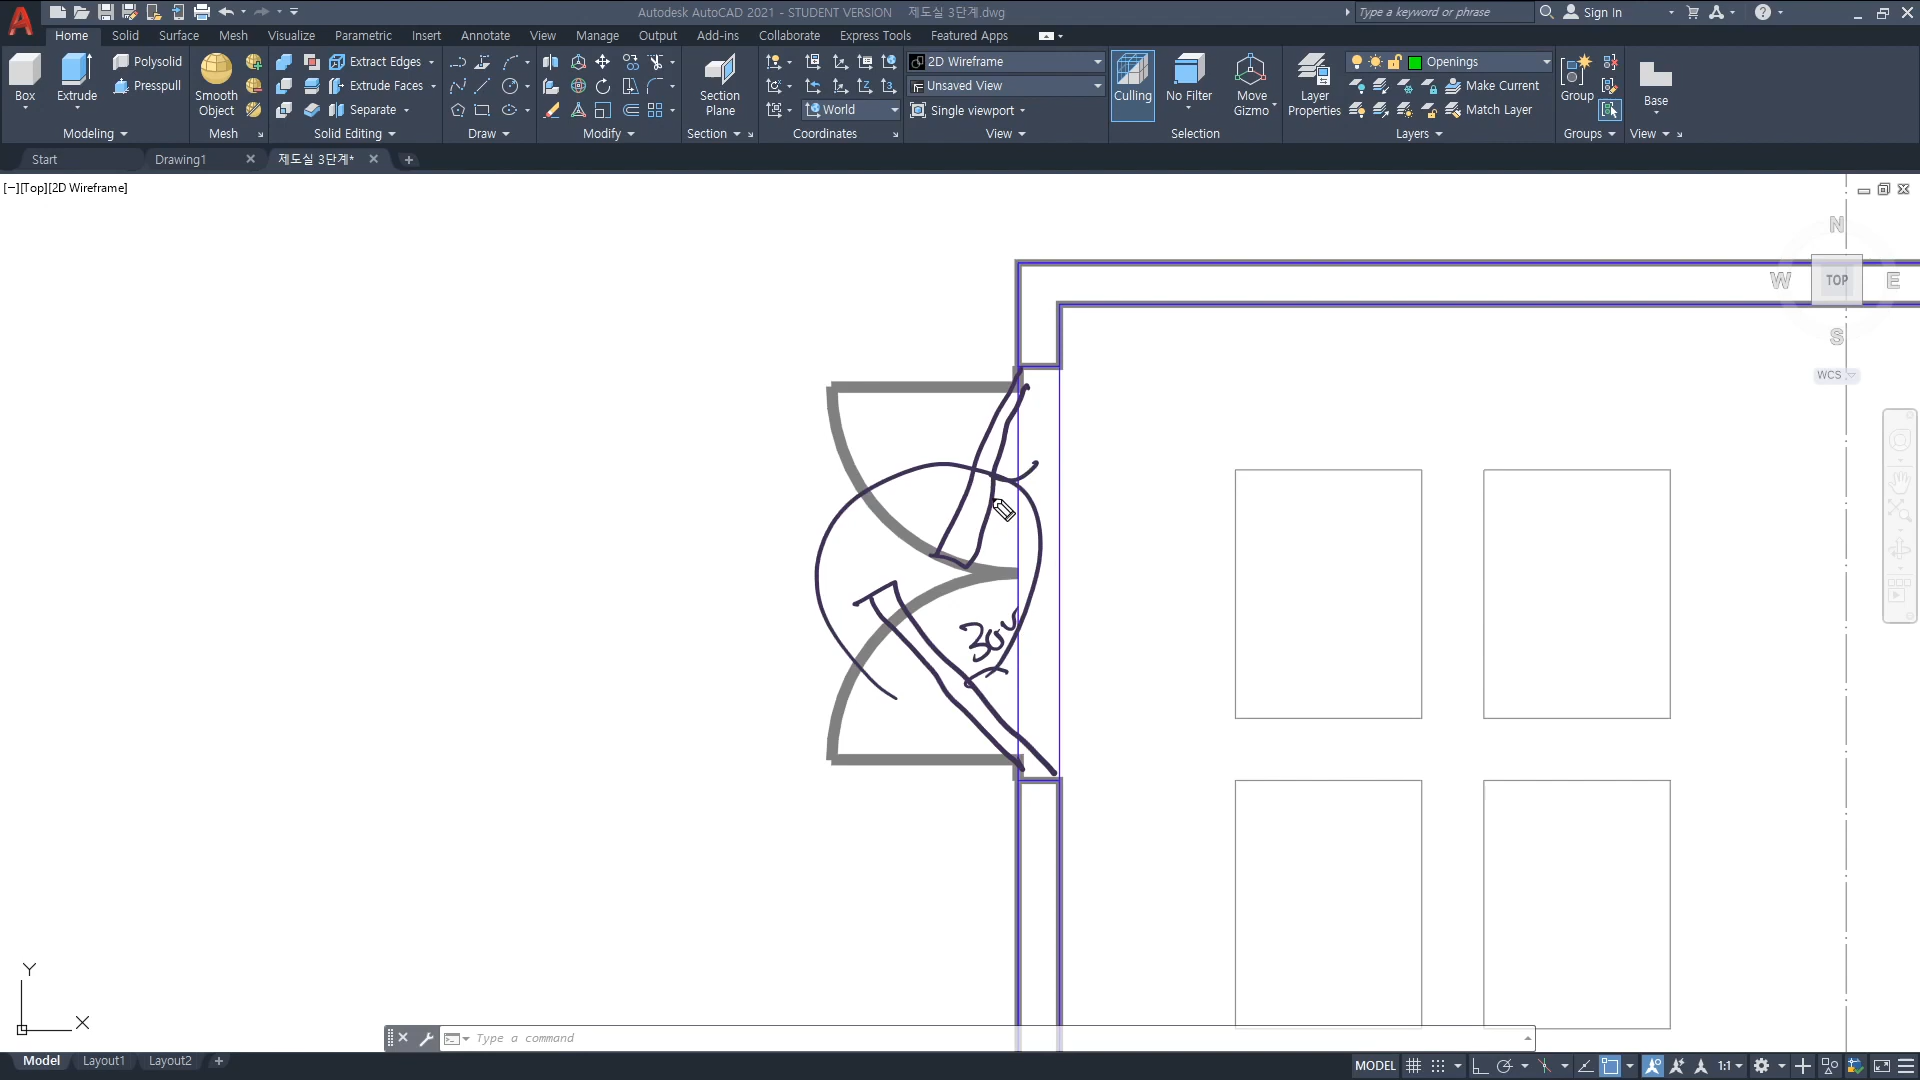 Autodesk AutoCAD 2021 - STUDENT VERSION 제도실 3단계.dwg
Type a keyword or phrase
Sign In
Home Solid Surface Mesh Visualize Parametric Insert Annotate View Manage Output Add-ins Collaborate Express Tools Featured Apps
Box
Extrude
Polysolid
Presspull
Modeling
Smooth Object
Mesh
Extract Edges
Extrude Faces
Separate
Solid Editing
Draw
Modify
Section Plane
Section
World
Coordinates
2D Wireframe
Unsaved View
Single viewport
View
Culling
No Filter
Move Gizmo
Selection
Layer Properties
Openings
Make Current
Match Layer
Layers
Group
Groups
Base
View
Start
Drawing1
제도실 3단계*
[−][Top][2D Wireframe]
N
W
TOP
E
S
WCS
Y
X
Type a command
Model
Layout1
Layout2
MODEL
1:1